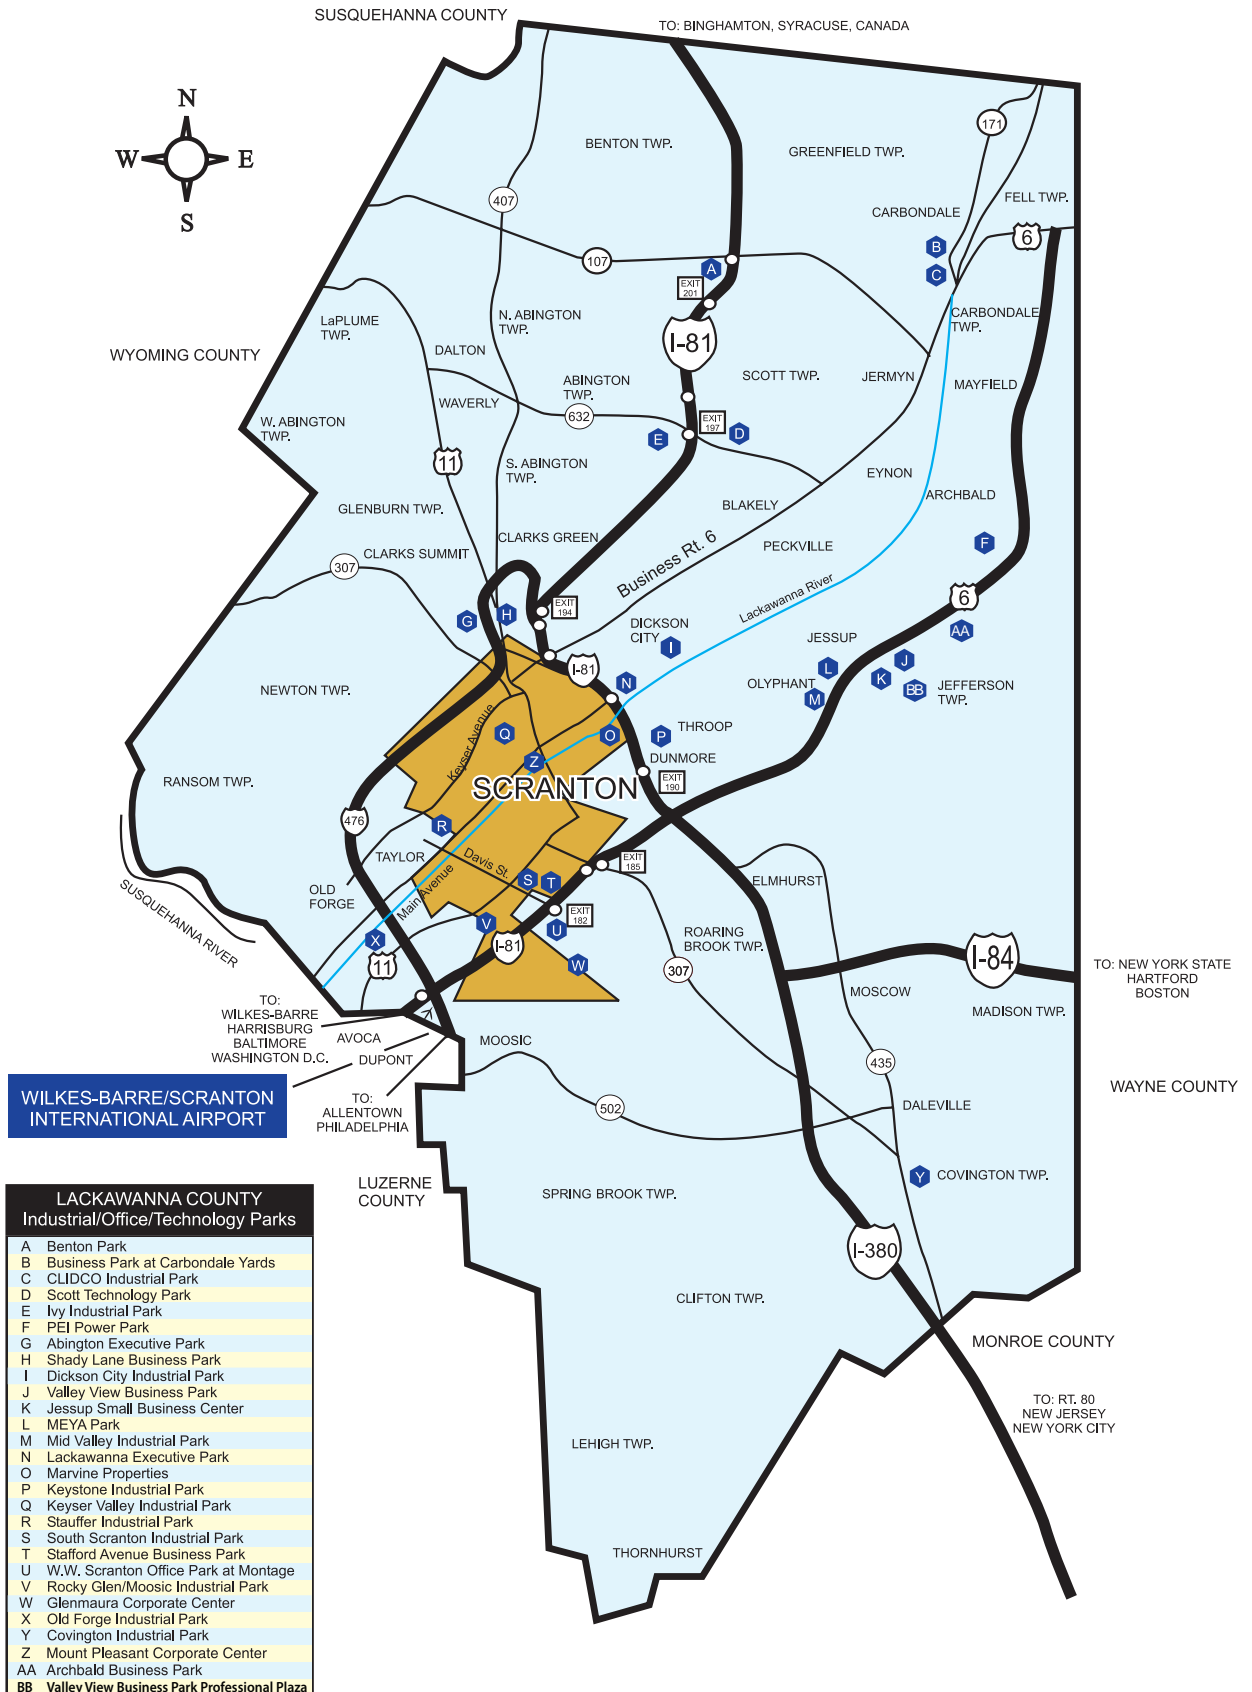 SUSQUEHANNA COUNTY
TO: BINGHAMTON, SYRACUSE, CANADA
N
W E
S
BENTON TWP.
GREENFIELD TWP.
171
FELL TWP.
407
CARBONDALE
6
B
107
A
C
EXIT
201
LaPLUME
TWP.
N. ABINGTON
TWP.
CARBONDALE
TWP.
I-81
WYOMING COUNTY
DALTON
ABINGTON
TWP.
SCOTT TWP.
JERMYN
MAYFIELD
WAVERLY
632
W. ABINGTON
TWP.
EXIT
197
E
D
11
S. ABINGTON
TWP.
EYNON
ARCHBALD
GLENBURN TWP.
BLAKELY
CLARKS GREEN
PECKVILLE
F
CLARKS SUMMIT
307
Business Rt. 6
Lackawanna River
6
EXIT
194
G
H
DICKSON
CITY
I
AA
JESSUP
I-81
L
J
K
N
OLYPHANT
M
BB
JEFFERSON
TWP.
NEWTON TWP.
Keyser Avenue
Q
O
P
THROOP
DUNMORE
Z
RANSOM TWP.
SCRANTON
EXIT
190
476
R
TAYLOR
Davis St.
EXIT
185
Main Avenue
S
T
ELMHURST
OLD
FORGE
SUSQUEHANNA RIVER
EXIT
182
V
U
X
I-81
ROARING
BROOK TWP.
11
W
307
I-84
TO: NEW YORK STATE
HARTFORD
BOSTON
MOSCOW
MADISON TWP.
TO:
WILKES-BARRE
HARRISBURG
BALTIMORE
WASHINGTON D.C.
AVOCA
MOOSIC
DUPONT
435
WAYNE COUNTY
WILKES-BARRE/SCRANTON
INTERNATIONAL AIRPORT
TO:
ALLENTOWN
PHILADELPHIA
502
DALEVILLE
Y
COVINGTON TWP.
LUZERNE
COUNTY
SPRING BROOK TWP.
I-380
CLIFTON TWP.
MONROE COUNTY
TO: RT. 80
NEW JERSEY
NEW YORK CITY
LEHIGH TWP.
THORNHURST
LACKAWANNA COUNTY
Industrial/Office/Technology Parks
A Benton Park
B Business Park at Carbondale Yards
C CLIDCO Industrial Park
D Scott Technology Park
E Ivy Industrial Park
F PEI Power Park
G Abington Executive Park
H Shady Lane Business Park
I Dickson City Industrial Park
J Valley View Business Park
K Jessup Small Business Center
L MEYA Park
M Mid Valley Industrial Park
N Lackawanna Executive Park
O Marvine Properties
P Keystone Industrial Park
Q Keyser Valley Industrial Park
R Stauffer Industrial Park
S South Scranton Industrial Park
T Stafford Avenue Business Park
U W.W. Scranton Office Park at Montage
V Rocky Glen/Moosic Industrial Park
W Glenmaura Corporate Center
X Old Forge Industrial Park
Y Covington Industrial Park
Z Mount Pleasant Corporate Center
AA Archbald Business Park
BB Valley View Business Park Professional Plaza